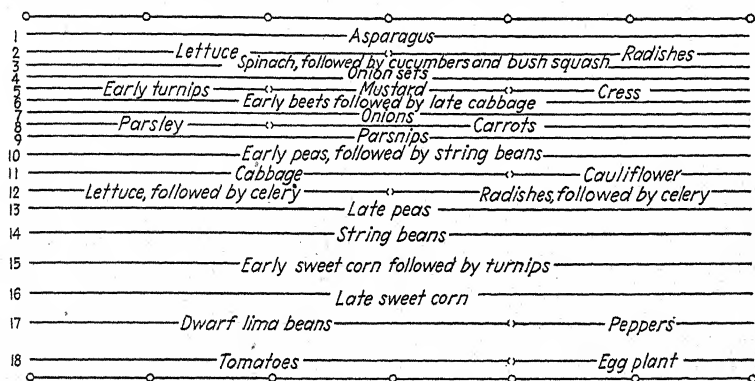 1 Asparagus
2 Lettuce Radishes
3 Spinach, followed by cucumbers and bush squash
4 Onion sets
5 Early turnips Mustard Cress
6 Early beets followed by late cabbage
7 Onions
8 Parsley Carrots
9 Parsnips
10 Early peas, followed by string beans
11 Cabbage Cauliflower
12 Lettuce, followed by celery Radishes, followed by celery
13 Late peas
14 String beans
15 Early sweet corn followed by turnips
16 Late sweet corn
17 Dwarf lima beans Peppers
18 Tomatoes Egg plant